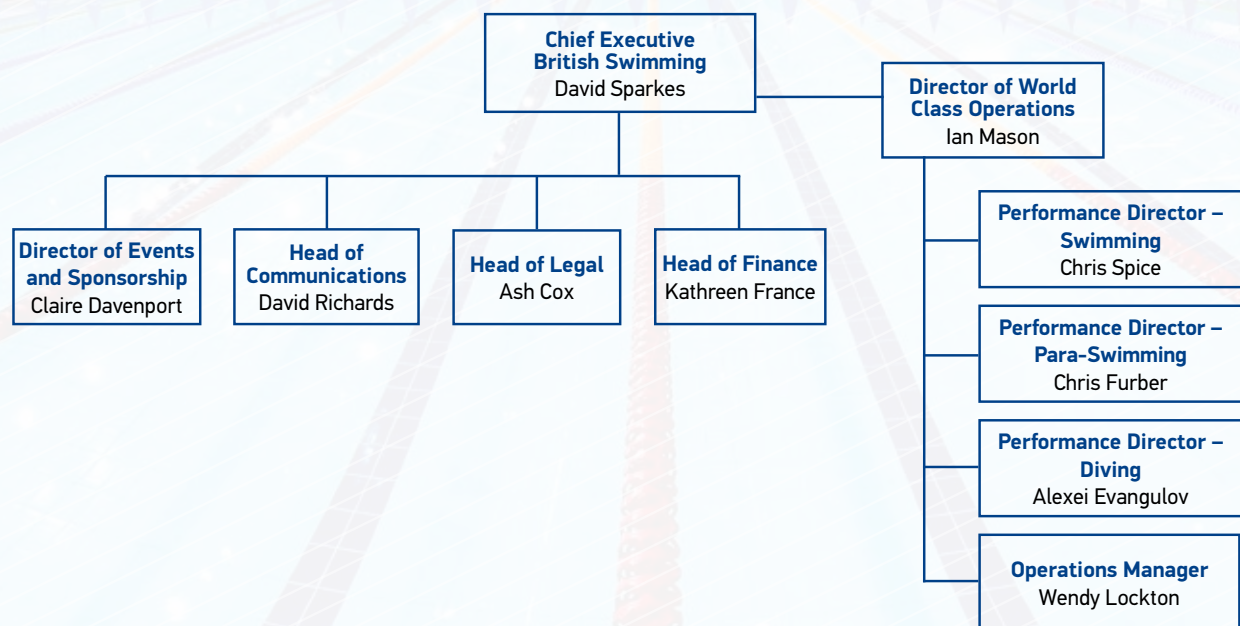 Chief Executive
British Swimming
David Sparkes
Director of World
Class Operations
Ian Mason
Director of Events
and Sponsorship
Claire Davenport
Head of
Communications
David Richards
Head of Legal
Ash Cox
Head of Finance
Kathreen France
Performance Director –
Swimming
Chris Spice
Performance Director –
Para-Swimming
Chris Furber
Performance Director –
Diving
Alexei Evangulov
Operations Manager
Wendy Lockton